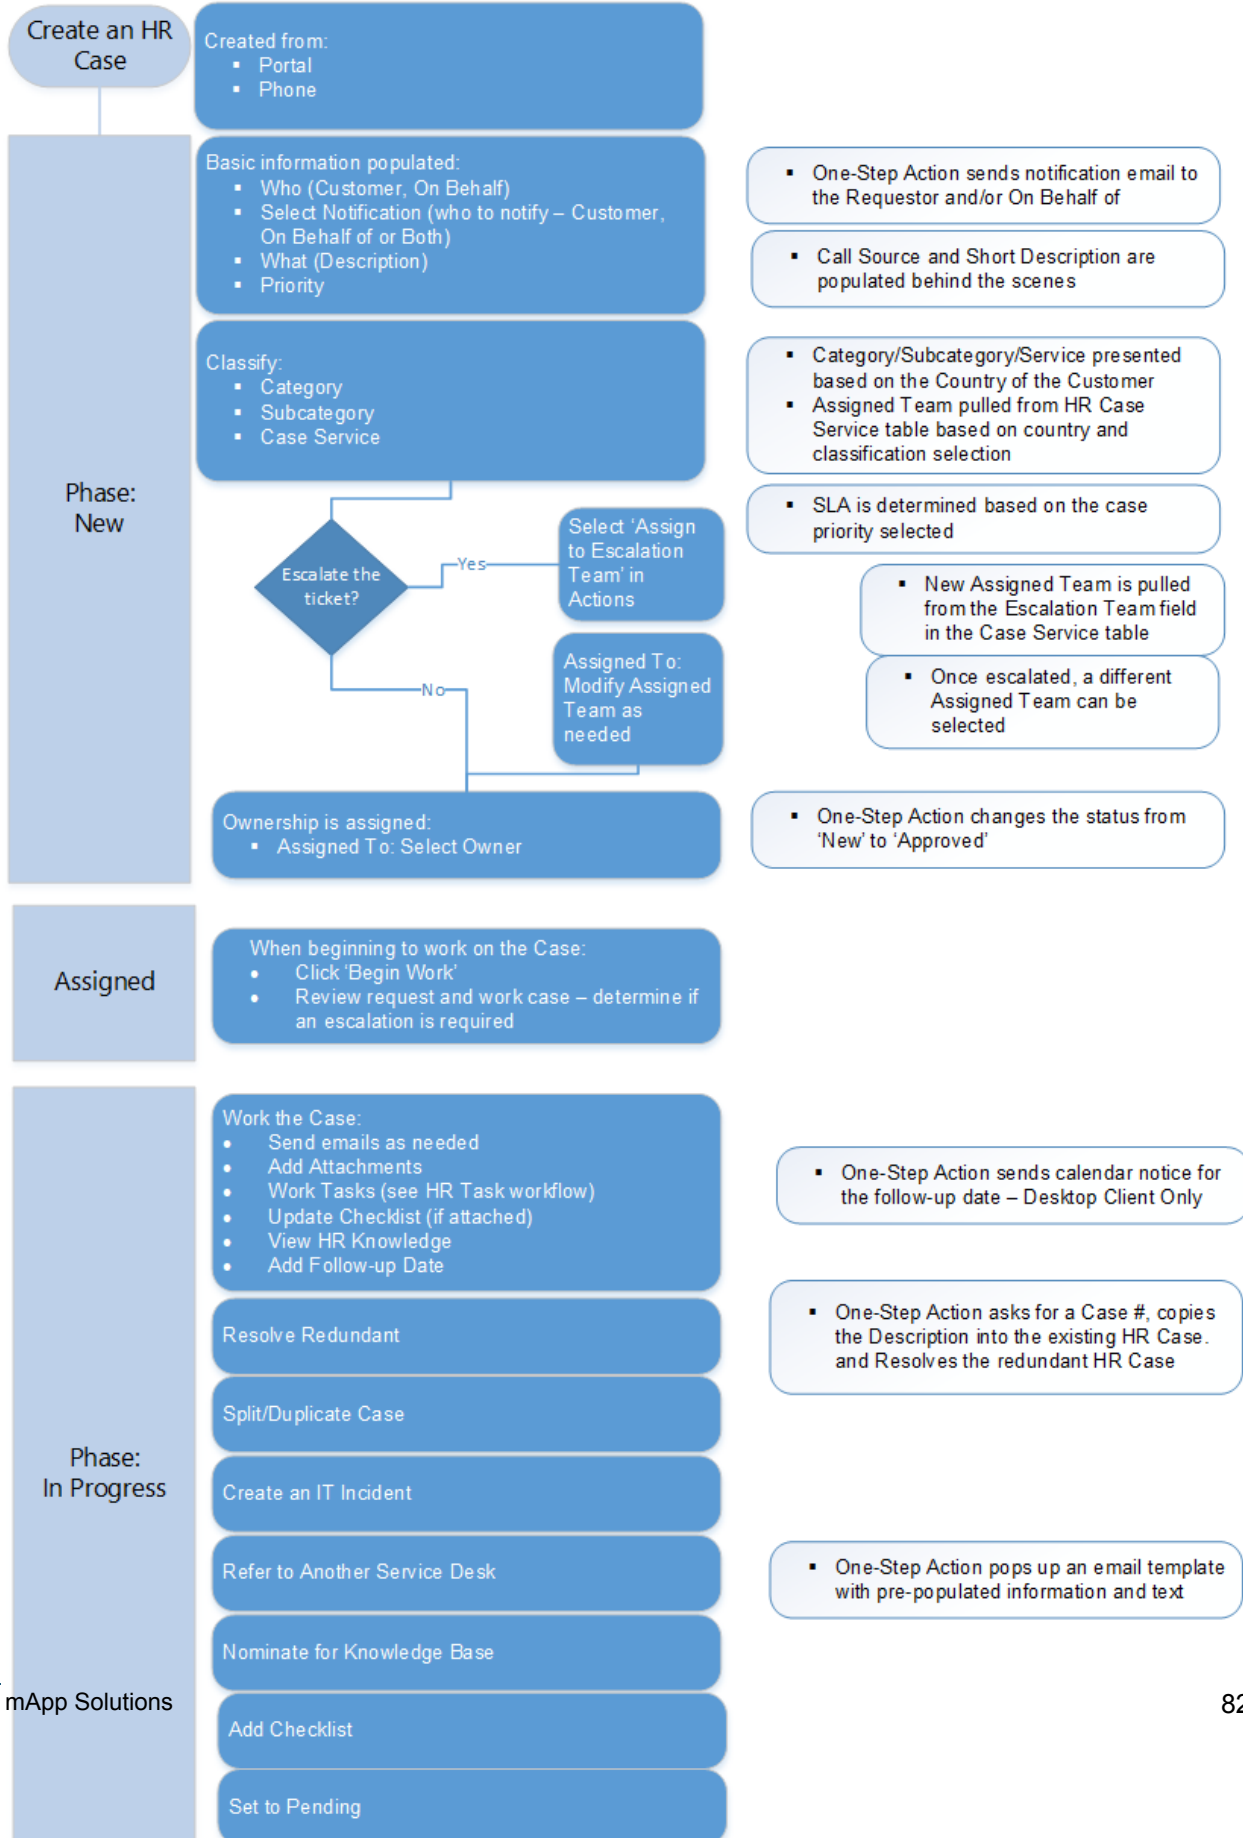 Create an HR
Case
Created from:
▪ Portal
▪ Phone
Phase:
New
Basic information populated:
▪ Who (Customer, On Behalf)
▪ Select Notification (who to notify – Customer,
On Behalf of or Both)
▪ What (Description)
▪ Priority
▪ One-Step Action sends notification email to
the Requestor and/or On Behalf of
▪ Call Source and Short Description are
populated behind the scenes
Classify:
▪ Category
▪ Subcategory
▪ Case Service
▪ Category/Subcategory/Service presented
based on the Country of the Customer
▪ Assigned Team pulled from HR Case
Service table based on country and
classification selection
▪ SLA is determined based on the case
priority selected
Escalate the
ticket?
Yes
Select ‘Assign
to Escalation
Team’ in
Actions
▪ New Assigned Team is pulled
from the Escalation Team field
in the Case Service table
No
Assigned To:
Modify Assigned
Team as
needed
▪ Once escalated, a different
Assigned Team can be
selected
Ownership is assigned:
▪ Assigned To: Select Owner
▪ One-Step Action changes the status from
‘New’ to ‘Approved’
Assigned
When beginning to work on the Case:
• Click ‘Begin Work’
• Review request and work case – determine if
an escalation is required
Phase:
In Progress
Work the Case:
• Send emails as needed
• Add Attachments
• Work Tasks (see HR Task workflow)
• Update Checklist (if attached)
• View HR Knowledge
• Add Follow-up Date
▪ One-Step Action sends calendar notice for
the follow-up date – Desktop Client Only
Resolve Redundant
▪ One-Step Action asks for a Case #, copies
the Description into the existing HR Case.
and Resolves the redundant HR Case
Split/Duplicate Case
Create an IT Incident
Refer to Another Service Desk
▪ One-Step Action pops up an email template
with pre-populated information and text
Nominate for Knowledge Base
mApp Solutions
82
Add Checklist
Set to Pending